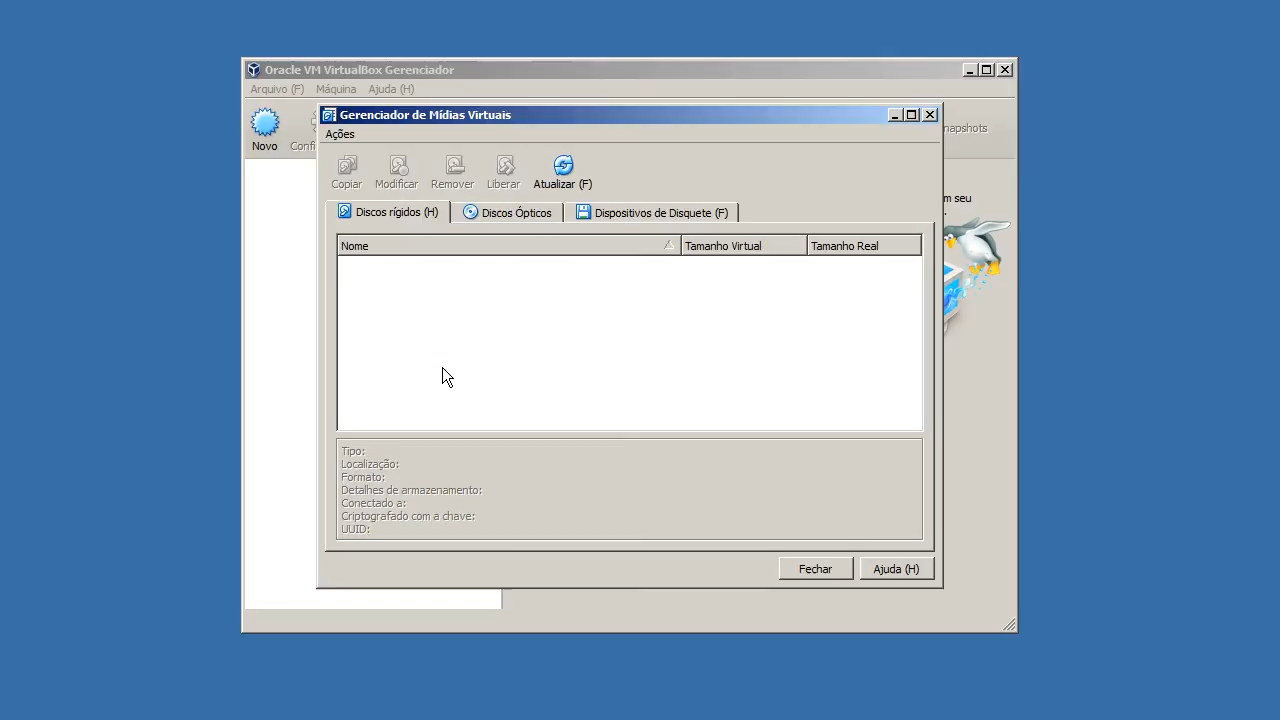 Oracle VM VirtualBox Gerenciador
Arquivo (F) Máquina Ajuda (H)
Novo
Gerenciador de Mídias Virtuais
Ações
Copiar Modificar Remover Liberar Atualizar (F)
Discos rígidos (H) Discos Ópticos Dispositivos de Disquete (F)
Nome Tamanho Virtual Tamanho Real
Tipo:
Localização:
Formato:
Detalhes de armazenamento:
Conectado a:
Criptografado com a chave:
UUID:
Fechar Ajuda (H)
seu